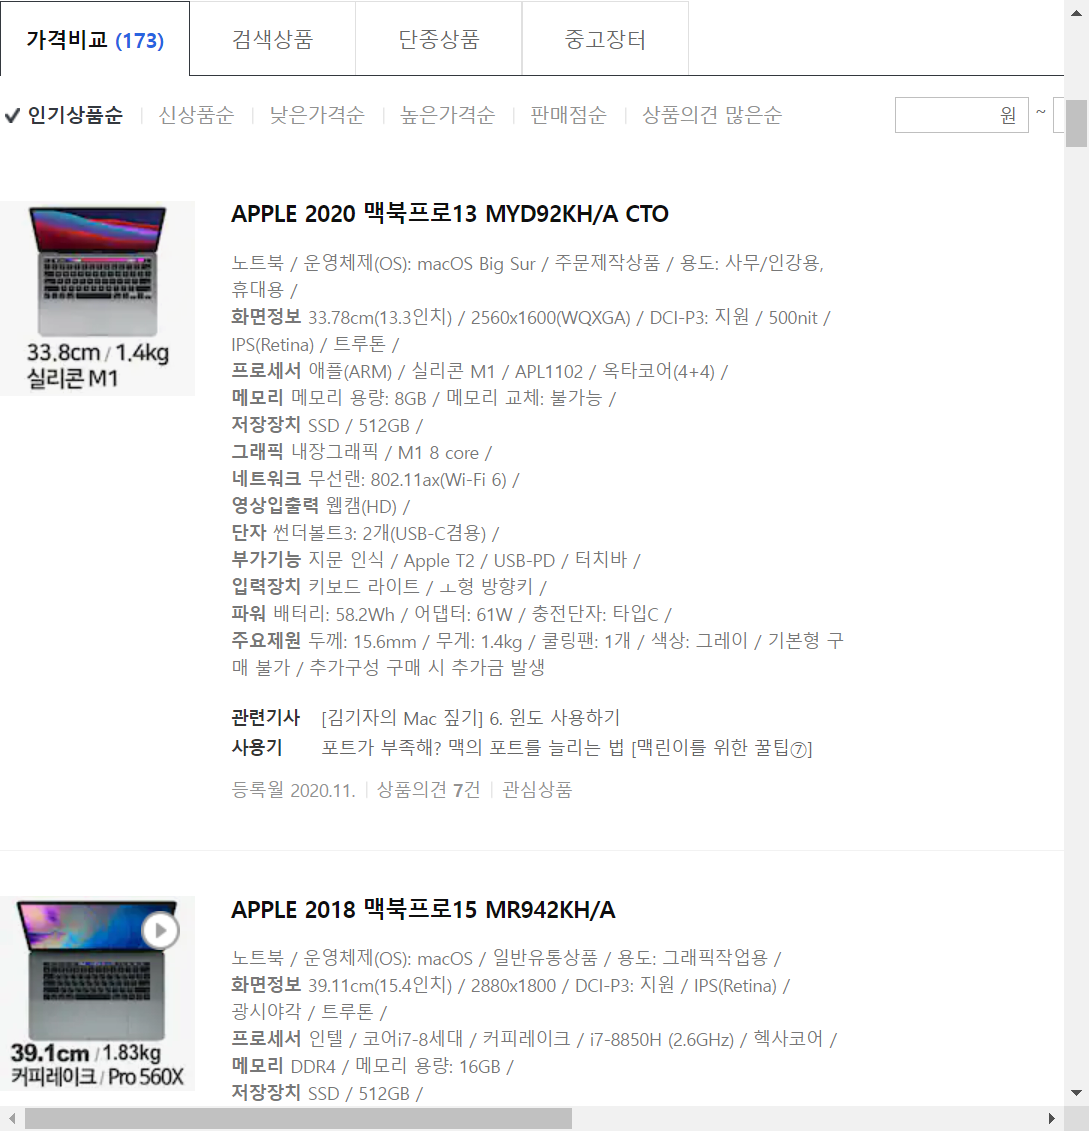 가격비교 (173) 검색상품 단종상품 중고장터
인기상품순 신상품순 낮은가격순 높은가격순 판매점순 상품의견 많은순 원 ~
33.8cm / 1.4kg
실리콘 M1
APPLE 2020 맥북프로13 MYD92KH/A CTO
노트북 / 운영체제(OS): macOS Big Sur / 주문제작상품 / 용도: 사무/인강용,
휴대용 /
화면정보 33.78cm(13.3인치) / 2560x1600(WQXGA) / DCI-P3: 지원 / 500nit /
IPS(Retina) / 트루톤 /
프로세서 애플(ARM) / 실리콘 M1 / APL1102 / 옥타코어(4+4) /
메모리 메모리 용량: 8GB / 메모리 교체: 불가능 /
저장장치 SSD / 512GB /
그래픽 내장그래픽 / M1 8 core /
네트워크 무선랜: 802.11ax(Wi-Fi 6) /
영상입출력 웹캠(HD) /
단자 썬더볼트3: 2개(USB-C겸용) /
부가기능 지문 인식 / Apple T2 / USB-PD / 터치바 /
입력장치 키보드 라이트 / ㅗ형 방향키 /
파워 배터리: 58.2Wh / 어댑터: 61W / 충전단자: 타입C /
주요제원 두께: 15.6mm / 무게: 1.4kg / 쿨링팬: 1개 / 색상: 그레이 / 기본형 구
매 불가 / 추가구성 구매 시 추가금 발생
관련기사 [김기자의 Mac 짚기] 6. 윈도 사용하기
사용기 포트가 부족해? 맥의 포트를 늘리는 법 [맥린이를 위한 꿀팁⑦]
등록월 2020.11. 상품의견 7건 관심상품
39.1cm / 1.83kg
커피레이크 / Pro 560X
APPLE 2018 맥북프로15 MR942KH/A
노트북 / 운영체제(OS): macOS / 일반유통상품 / 용도: 그래픽작업용 /
화면정보 39.11cm(15.4인치) / 2880x1800 / DCI-P3: 지원 / IPS(Retina) /
광시야각 / 트루톤 /
프로세서 인텔 / 코어i7-8세대 / 커피레이크 / i7-8850H (2.6GHz) / 헥사코어 /
메모리 DDR4 / 메모리 용량: 16GB /
저장장치 SSD / 512GB /